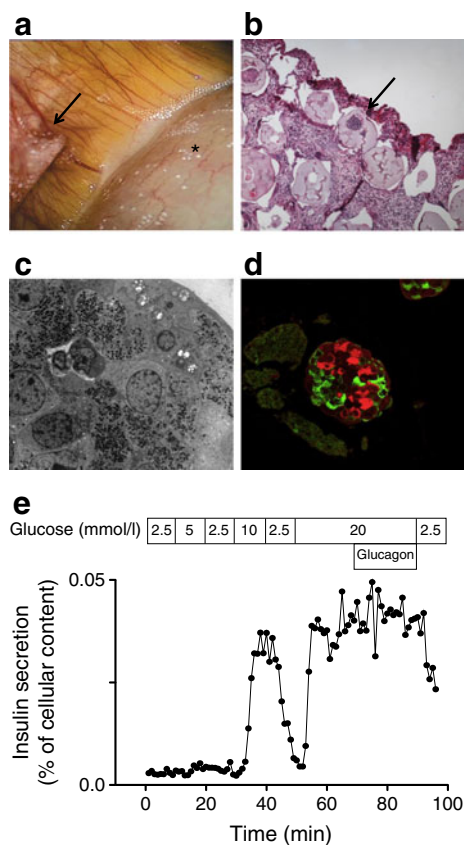 a b
*
c d
e
Glucose (mmol/l) 2.5 5 2.5 10 2.5 20 2.5
Glucagon
0.05
0.0
Insulin secretion
(% of cellular content)
0 20 40 60 80 100
Time (min)